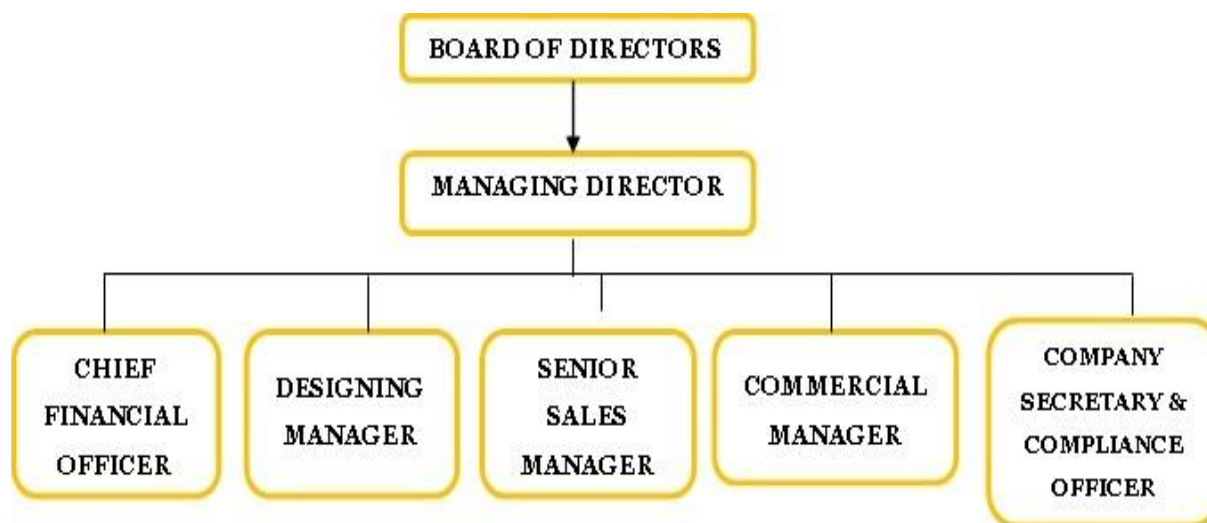 BOARD OF DIRECTORS
MANAGING DIRECTOR
CHIEF
FINANCIAL
OFFICER
DESIGNING
MANAGER
SENIOR
SALES
MANAGER
COMMERCIAL
MANAGER
COMPANY
SECRETARY &
COMPLIANCE
OFFICER